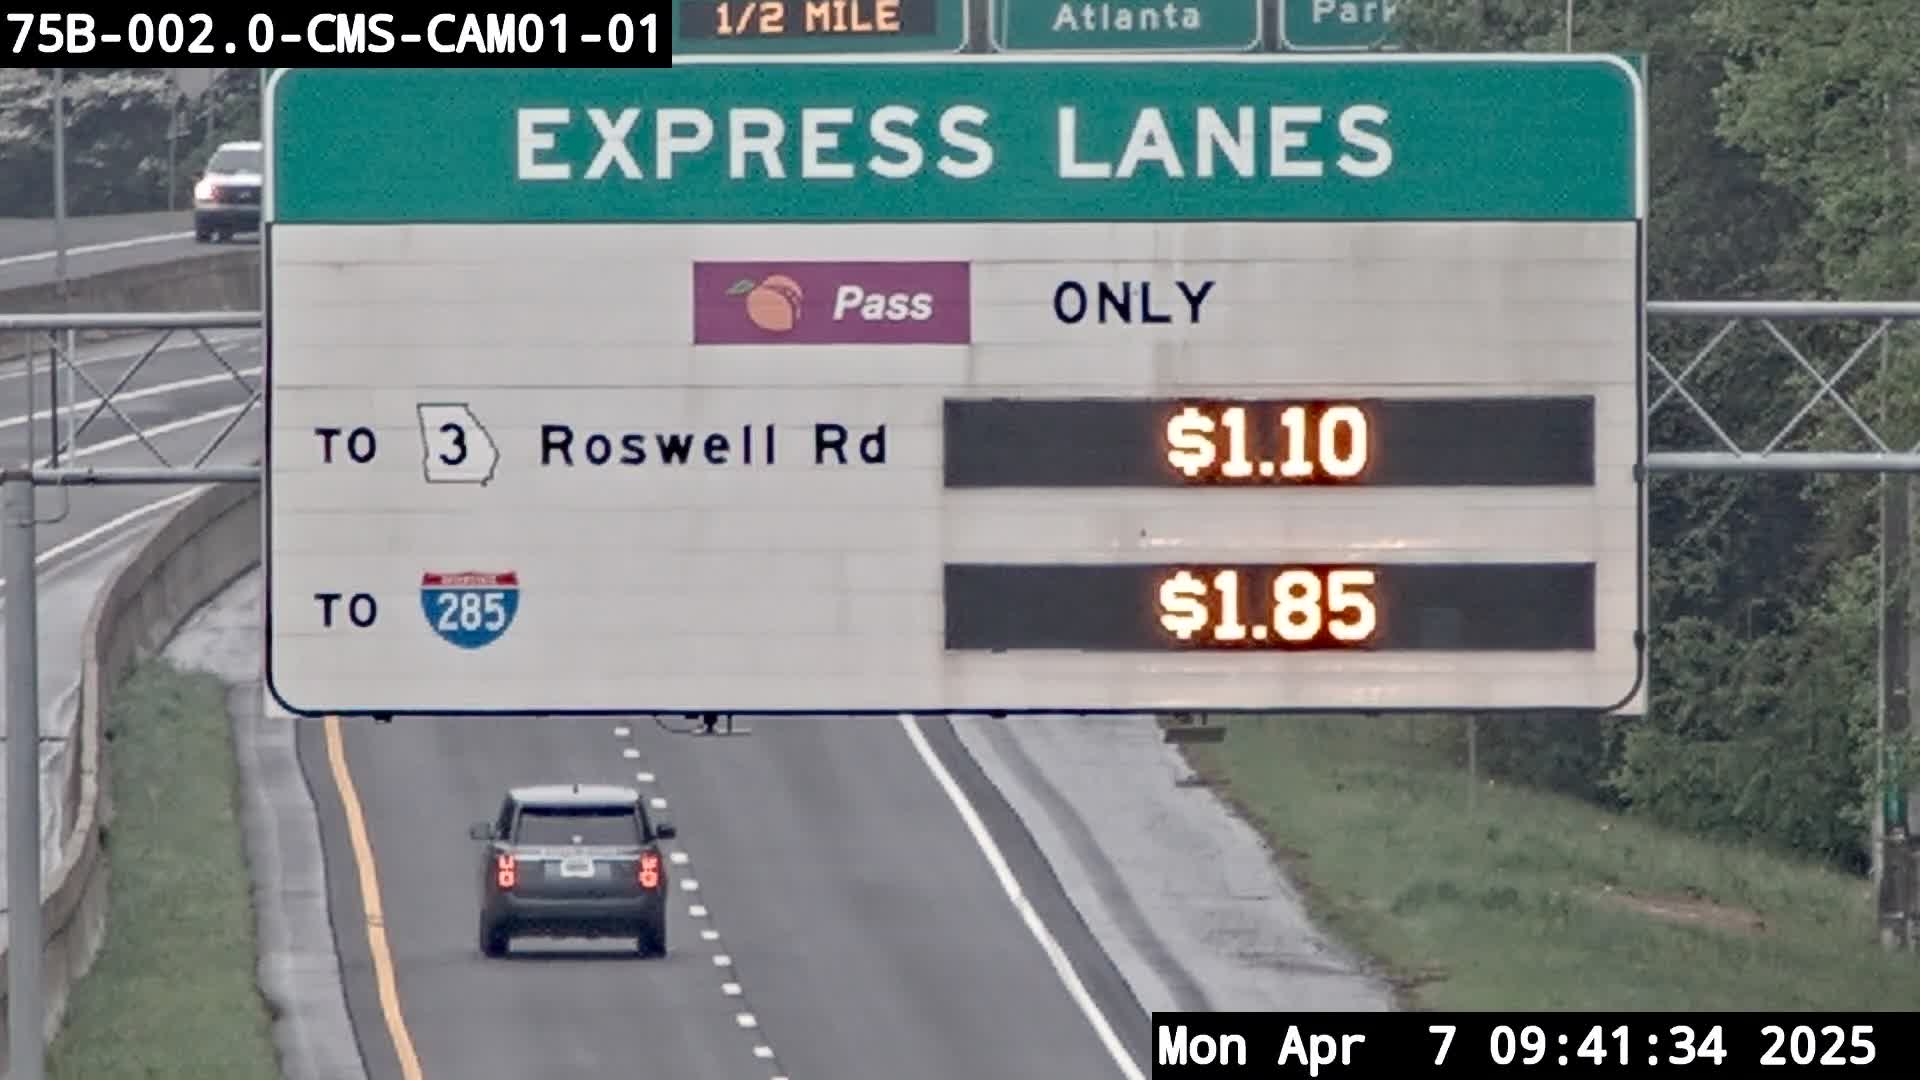 75B-002.0-CMS-CAM01-01
1/2 MILE
Atlanta
Park
EXPRESS LANES
Pass ONLY
TO 3 Roswell Rd $1.10
TO 285 $1.85
Mon Apr 7 09:41:34 2025